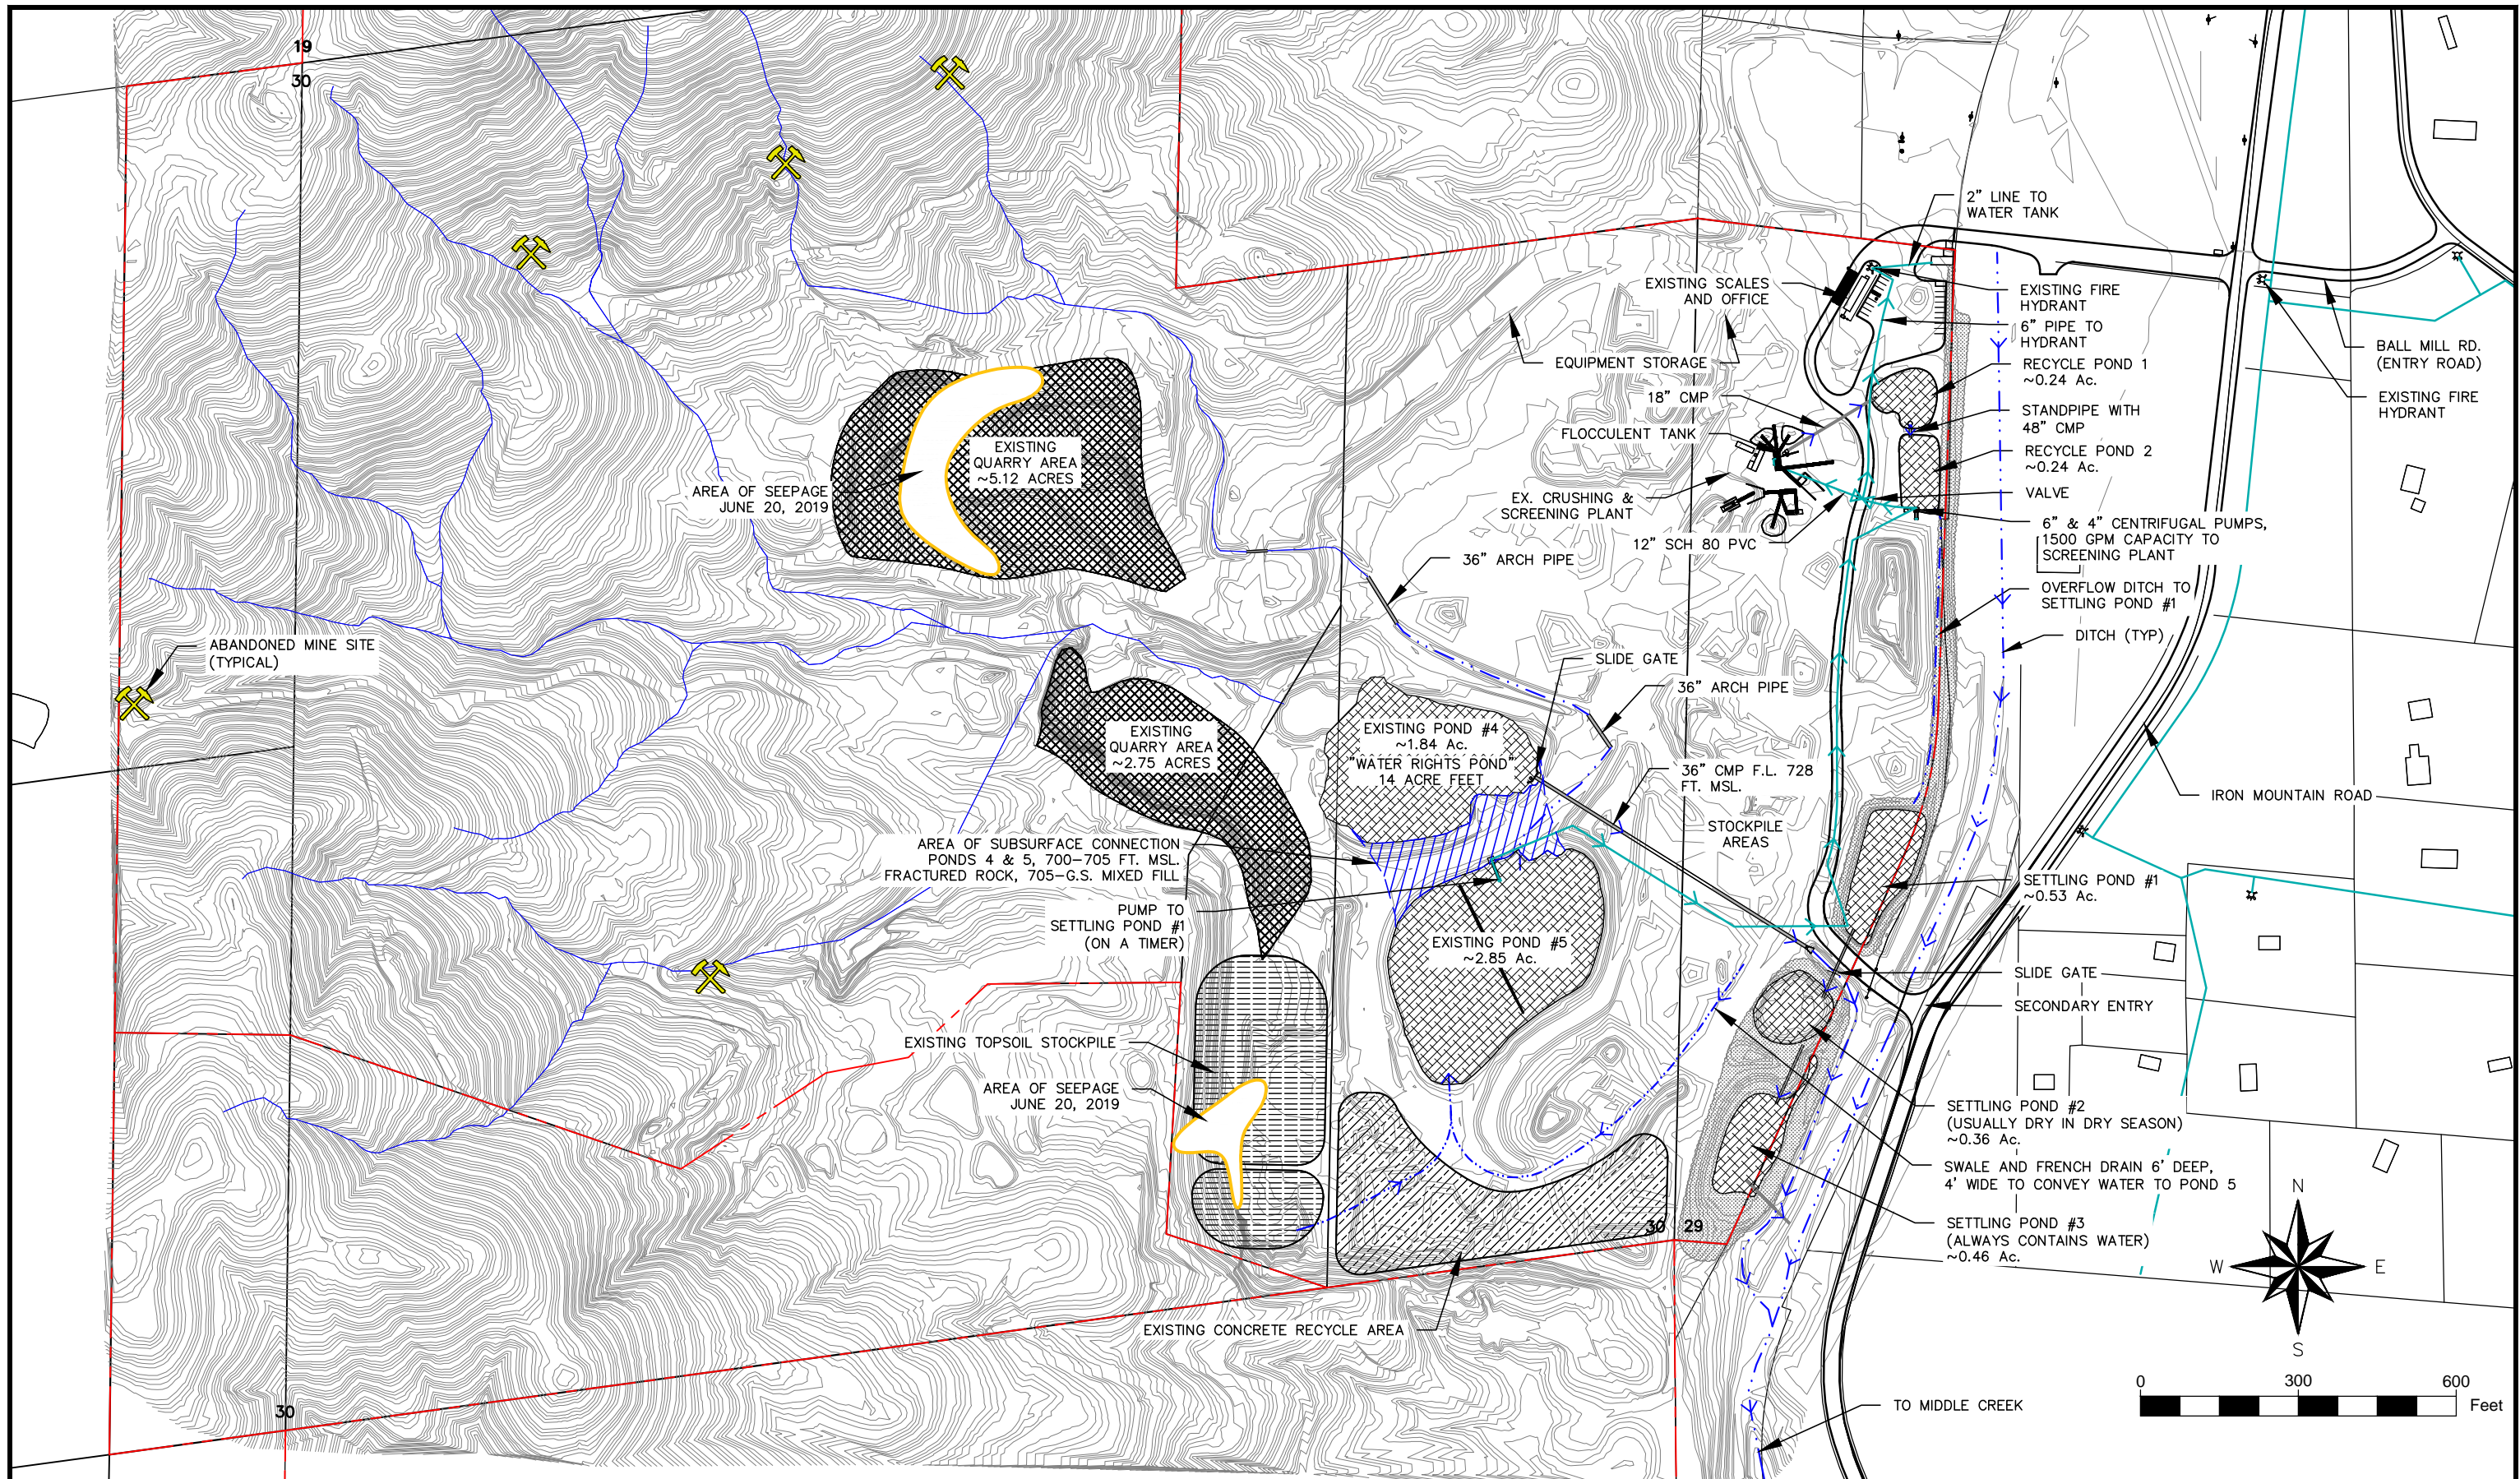 19
30
2" LINE TO
WATER TANK
EXISTING SCALES
AND OFFICE
EXISTING FIRE
HYDRANT
6" PIPE TO
HYDRANT
EQUIPMENT STORAGE
BALL MILL RD.
(ENTRY ROAD)
RECYCLE POND 1
~0.24 Ac.
18" CMP
EXISTING FIRE
HYDRANT
STANDPIPE WITH
48" CMP
FLOCCULENT TANK
EXISTING
QUARRY AREA
~5.12 ACRES
RECYCLE POND 2
~0.24 Ac.
AREA OF SEEPAGE
JUNE 20, 2019
EX. CRUSHING &
SCREENING PLANT
VALVE
6" & 4" CENTRIFUGAL PUMPS,
1500 GPM CAPACITY TO
SCREENING PLANT
12" SCH 80 PVC
36" ARCH PIPE
OVERFLOW DITCH TO
SETTLING POND #1
DITCH (TYP)
ABANDONED MINE SITE
(TYPICAL)
SLIDE GATE
36" ARCH PIPE
EXISTING
QUARRY AREA
~2.75 ACRES
EXISTING POND #4
~1.84 Ac.
"WATER RIGHTS POND"
14 ACRE FEET
36" CMP F.L. 728
FT. MSL.
IRON MOUNTAIN ROAD
STOCKPILE
AREAS
AREA OF SUBSURFACE CONNECTION
PONDS 4 & 5, 700-705 FT. MSL.
FRACTURED ROCK, 705-G.S. MIXED FILL
SETTLING POND #1
~0.53 Ac.
PUMP TO
SETTLING POND #1
(ON A TIMER)
EXISTING POND #5
~2.85 Ac.
SLIDE GATE
SECONDARY ENTRY
EXISTING TOPSOIL STOCKPILE
AREA OF SEEPAGE
JUNE 20, 2019
SETTLING POND #2
(USUALLY DRY IN DRY SEASON)
~0.36 Ac.
SWALE AND FRENCH DRAIN 6' DEEP,
4' WIDE TO CONVEY WATER TO POND 5
SETTLING POND #3
(ALWAYS CONTAINS WATER)
~0.46 Ac.
30 29
N
W E
S
EXISTING CONCRETE RECYCLE AREA
0 300 600
Feet
TO MIDDLE CREEK
30